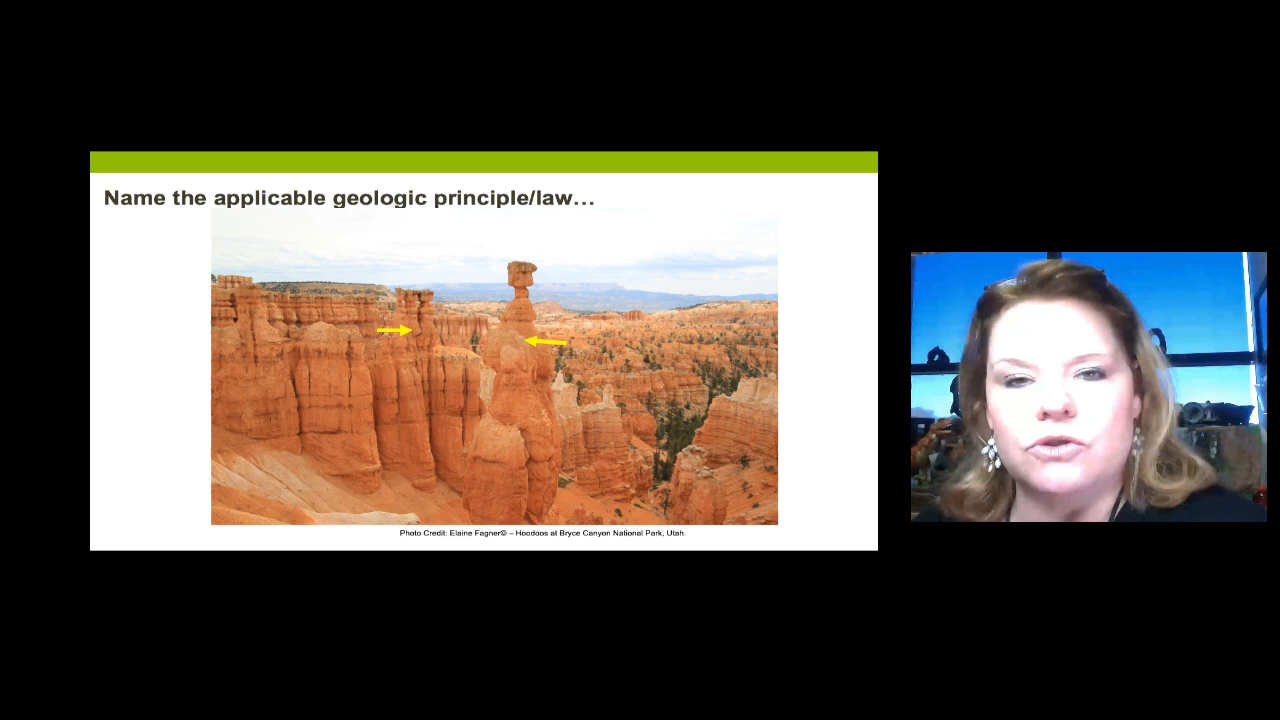 Name the applicable geologic principle/law…
Photo Credit: Elaine Fagner© – Hoodoos at Bryce Canyon National Park, Utah.